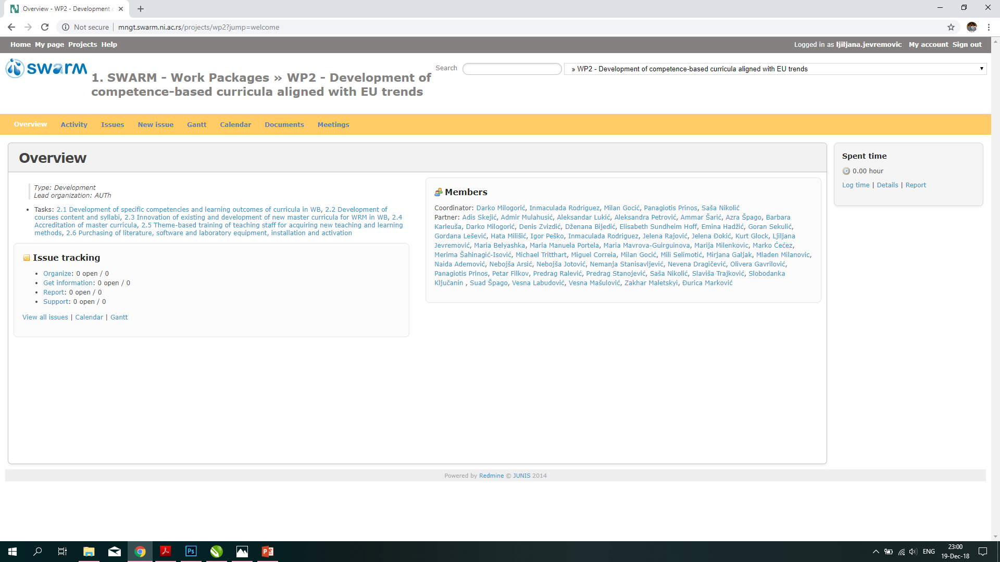 Overview - WP2 - Development
Not secure
mngt.swarm.ni.ac.rs/projects/wp2?jump=welcome
Home My page Projects Help
Logged in as ljiljana.jevremovic My account Sign out
swarm
1. SWARM - Work Packages » WP2 - Development of
competence-based curricula aligned with EU trends
Search
» WP2 - Development of competence-based curricula aligned with EU trends
Overview Activity Issues New issue Gantt Calendar Documents Meetings
Overview
Type: Development
Lead organization: AUTh
Tasks: 2.1 Development of specific competencies and learning outcomes of curricula in WB, 2.2 Development of
courses content and syllabi, 2.3 Innovation of existing and development of new master curricula for WRM in WB, 2.4
Accreditation of master curricula, 2.5 Theme-based training of teaching staff for acquiring new teaching and learning
methods, 2.6 Purchasing of literature, software and laboratory equipment, installation and activation
Issue tracking
Organize: 0 open / 0
Get information: 0 open / 0
Report: 0 open / 0
Support: 0 open / 0
View all issues | Calendar | Gantt
Members
Coordinator: Darko Milogorić, Inmaculada Rodriguez, Milan Gocić, Panagiotis Prinos, Saša Nikolić
Partner: Adis Skejić, Admir Mulahusić, Aleksandar Lukić, Aleksandra Petrović, Ammar Šarić, Azra Špago, Barbara
Karleuša, Darko Milogorić, Denis Zvizdić, Dženana Bijedić, Elisabeth Sundheim Hoff, Emina Hadžić, Goran Sekulić,
Gordana Lešević, Hata Milišić, Igor Peško, Inmaculada Rodriguez, Jelena Rajović, Jelena Đokić, Kurt Glock, Ljiljana
Jevremović, Maria Belyashka, Maria Manuela Portela, Maria Mavrova-Guirguinova, Marija Milenkovic, Marko Ćećez,
Merima Šahinagić-Isović, Michael Tritthart, Miguel Correia, Milan Gocić, Mili Selimotić, Mirjana Galjak, Mladen Milanovic,
Naida Ademović, Nebojša Arsić, Nebojša Jotović, Nemanja Stanisavljević, Nevena Dragičević, Olivera Gavrilović,
Panagiotis Prinos, Petar Filkov, Predrag Ralević, Predrag Stanojević, Saša Nikolić, Slaviša Trajković, Slobodanka
Ključanin , Suad Špago, Vesna Labudović, Vesna Mašulović, Zakhar Maletskyi, Đurica Marković
Spent time
0.00 hour
Log time | Details | Report
Powered by Redmine © JUNIS 2014
Ps
ENG
23:00
19-Dec-18